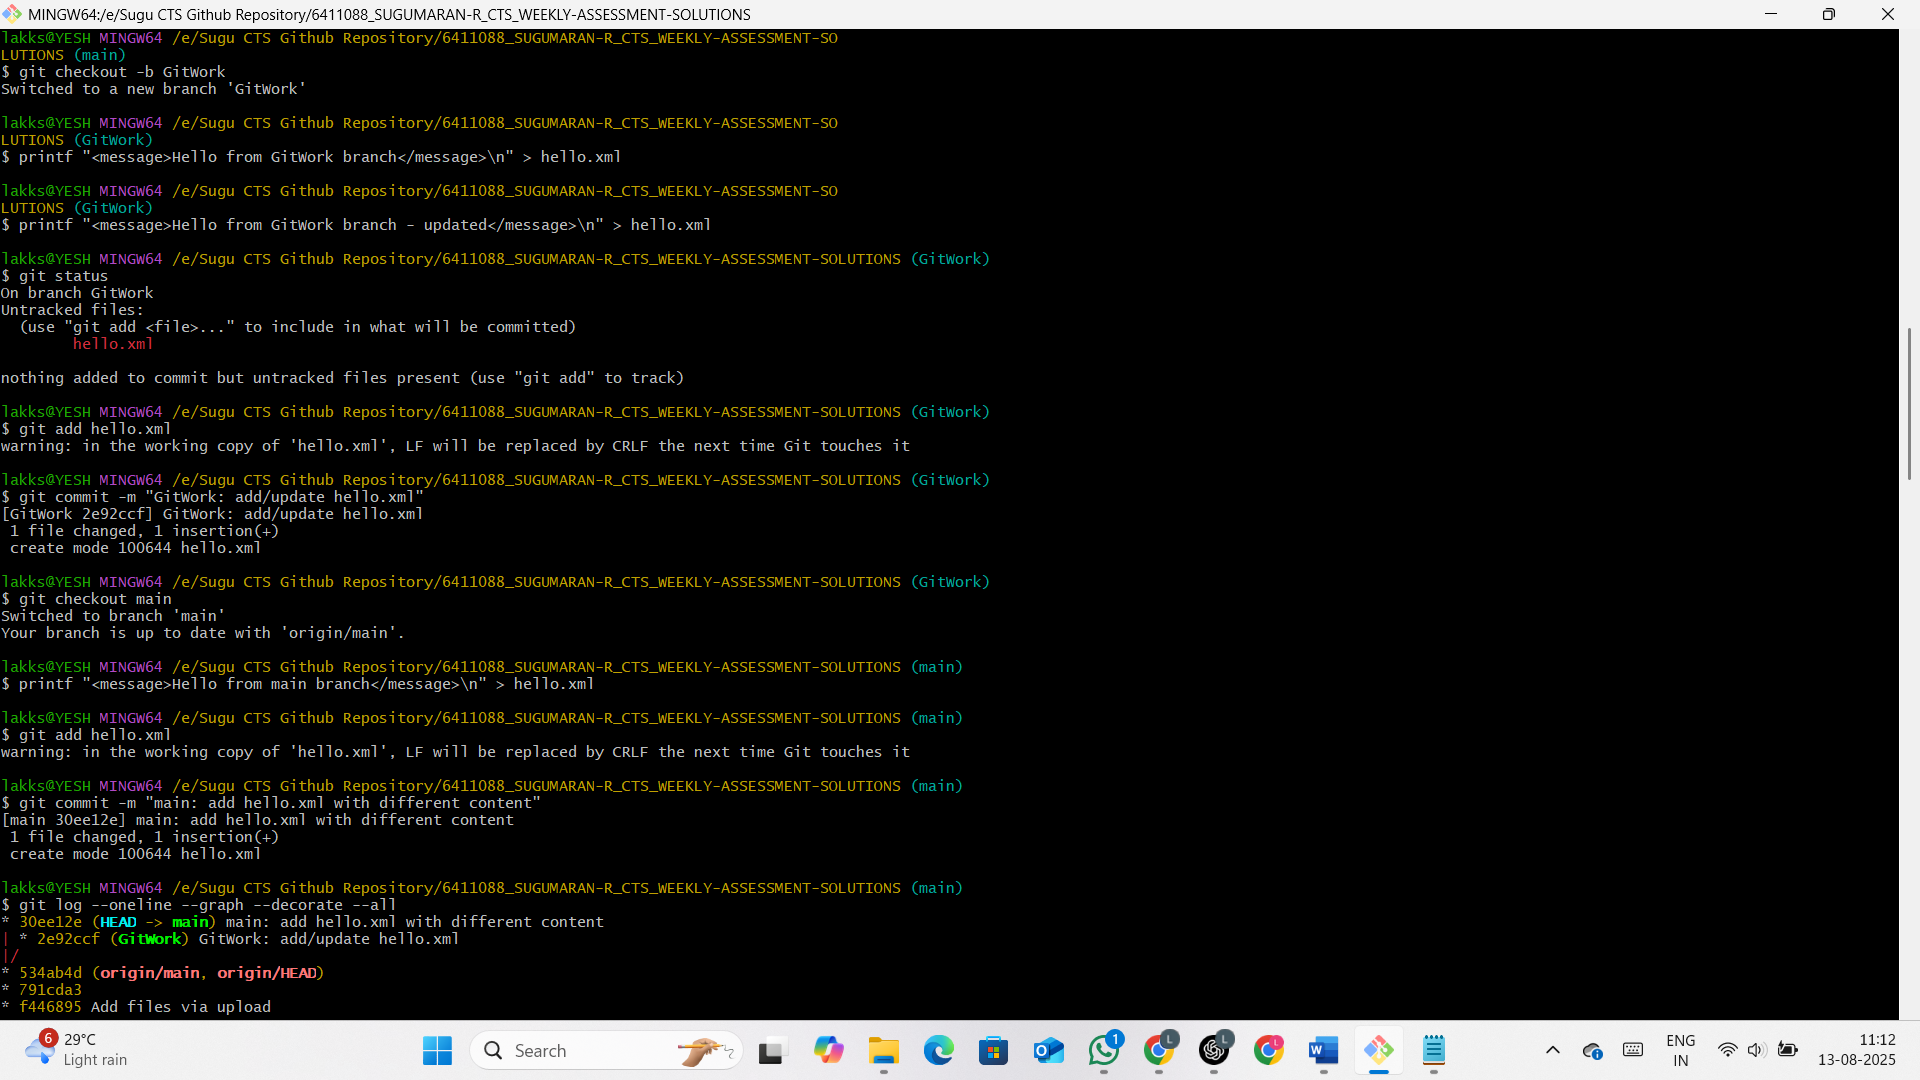 MINGW64:/e/Sugu CTS Github Repository/6411088_SUGUMARAN-R_CTS_WEEKLY-ASSESSMENT-SOLUTIONS
lakks@YESH MINGW64 /e/Sugu CTS Github Repository/6411088_SUGUMARAN-R_CTS_WEEKLY-ASSESSMENT-SO
LUTIONS (main)
$ git checkout -b GitWork
Switched to a new branch 'GitWork'
lakks@YESH MINGW64 /e/Sugu CTS Github Repository/6411088_SUGUMARAN-R_CTS_WEEKLY-ASSESSMENT-SO
LUTIONS (GitWork)
$ printf "<message>Hello from GitWork branch</message>\n" > hello.xml
lakks@YESH MINGW64 /e/Sugu CTS Github Repository/6411088_SUGUMARAN-R_CTS_WEEKLY-ASSESSMENT-SO
LUTIONS (GitWork)
$ printf "<message>Hello from GitWork branch - updated</message>\n" > hello.xml
lakks@YESH MINGW64 /e/Sugu CTS Github Repository/6411088_SUGUMARAN-R_CTS_WEEKLY-ASSESSMENT-SOLUTIONS (GitWork)
$ git status
On branch GitWork
Untracked files:
  (use "git add <file>..." to include in what will be committed)
        hello.xml
nothing added to commit but untracked files present (use "git add" to track)
lakks@YESH MINGW64 /e/Sugu CTS Github Repository/6411088_SUGUMARAN-R_CTS_WEEKLY-ASSESSMENT-SOLUTIONS (GitWork)
$ git add hello.xml
warning: in the working copy of 'hello.xml', LF will be replaced by CRLF the next time Git touches it
lakks@YESH MINGW64 /e/Sugu CTS Github Repository/6411088_SUGUMARAN-R_CTS_WEEKLY-ASSESSMENT-SOLUTIONS (GitWork)
$ git commit -m "GitWork: add/update hello.xml"
[GitWork 2e92ccf] GitWork: add/update hello.xml
 1 file changed, 1 insertion(+)
 create mode 100644 hello.xml
lakks@YESH MINGW64 /e/Sugu CTS Github Repository/6411088_SUGUMARAN-R_CTS_WEEKLY-ASSESSMENT-SOLUTIONS (GitWork)
$ git checkout main
Switched to branch 'main'
Your branch is up to date with 'origin/main'.
lakks@YESH MINGW64 /e/Sugu CTS Github Repository/6411088_SUGUMARAN-R_CTS_WEEKLY-ASSESSMENT-SOLUTIONS (main)
$ printf "<message>Hello from main branch</message>\n" > hello.xml
lakks@YESH MINGW64 /e/Sugu CTS Github Repository/6411088_SUGUMARAN-R_CTS_WEEKLY-ASSESSMENT-SOLUTIONS (main)
$ git add hello.xml
warning: in the working copy of 'hello.xml', LF will be replaced by CRLF the next time Git touches it
lakks@YESH MINGW64 /e/Sugu CTS Github Repository/6411088_SUGUMARAN-R_CTS_WEEKLY-ASSESSMENT-SOLUTIONS (main)
$ git commit -m "main: add hello.xml with different content"
[main 30ee12e] main: add hello.xml with different content
 1 file changed, 1 insertion(+)
 create mode 100644 hello.xml
lakks@YESH MINGW64 /e/Sugu CTS Github Repository/6411088_SUGUMARAN-R_CTS_WEEKLY-ASSESSMENT-SOLUTIONS (main)
$ git log --oneline --graph --decorate --all
* 30ee12e (HEAD -> main) main: add hello.xml with different content
| * 2e92ccf (GitWork) GitWork: add/update hello.xml
|/
* 534ab4d (origin/main, origin/HEAD)
* 791cda3
* f446895 Add files via upload
6
29°C
Light rain
Search
1
L
L
L
ENG
IN
11:12
13-08-2025